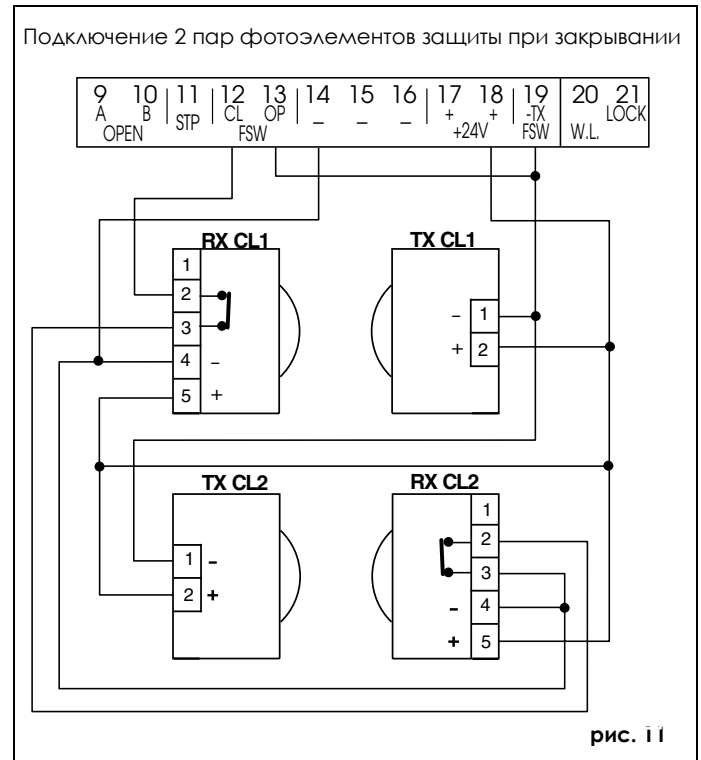 Подключение 2 пар фотоэлементов защиты при закрывании
9 10 11 12 13 14 15 16 17 18 19 20 21
A B STP CL OP – – – + + -TX LOCK
OPEN FSW +24V FSW W.L.
RX CL1 TX CL1
1
2
3
4 –
5 +
– 1
+ 2
TX CL2 RX CL2
1 -
2 +
1
2
3
- 4
+ 5
рис. 11